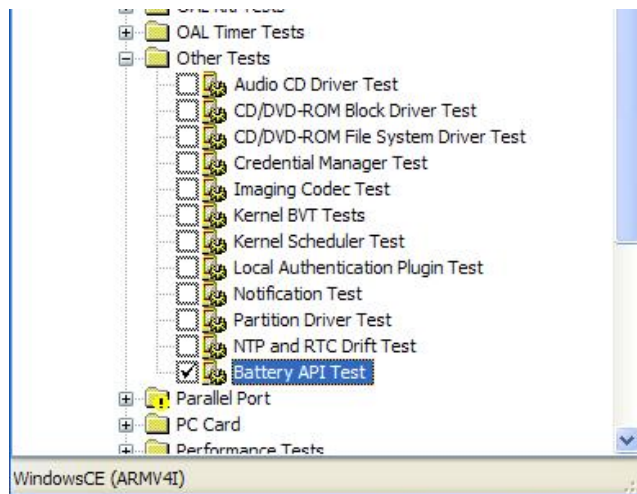 OAL Timer Tests
Other Tests
Audio CD Driver Test
CD/DVD-ROM Block Driver Test
CD/DVD-ROM File System Driver Test
Credential Manager Test
Imaging Codec Test
Kernel BVT Tests
Kernel Scheduler Test
Local Authentication Plugin Test
Notification Test
Partition Driver Test
NTP and RTC Drift Test
Battery API Test
Parallel Port
PC Card
Performance Tests
WindowsCE (ARMV4I)